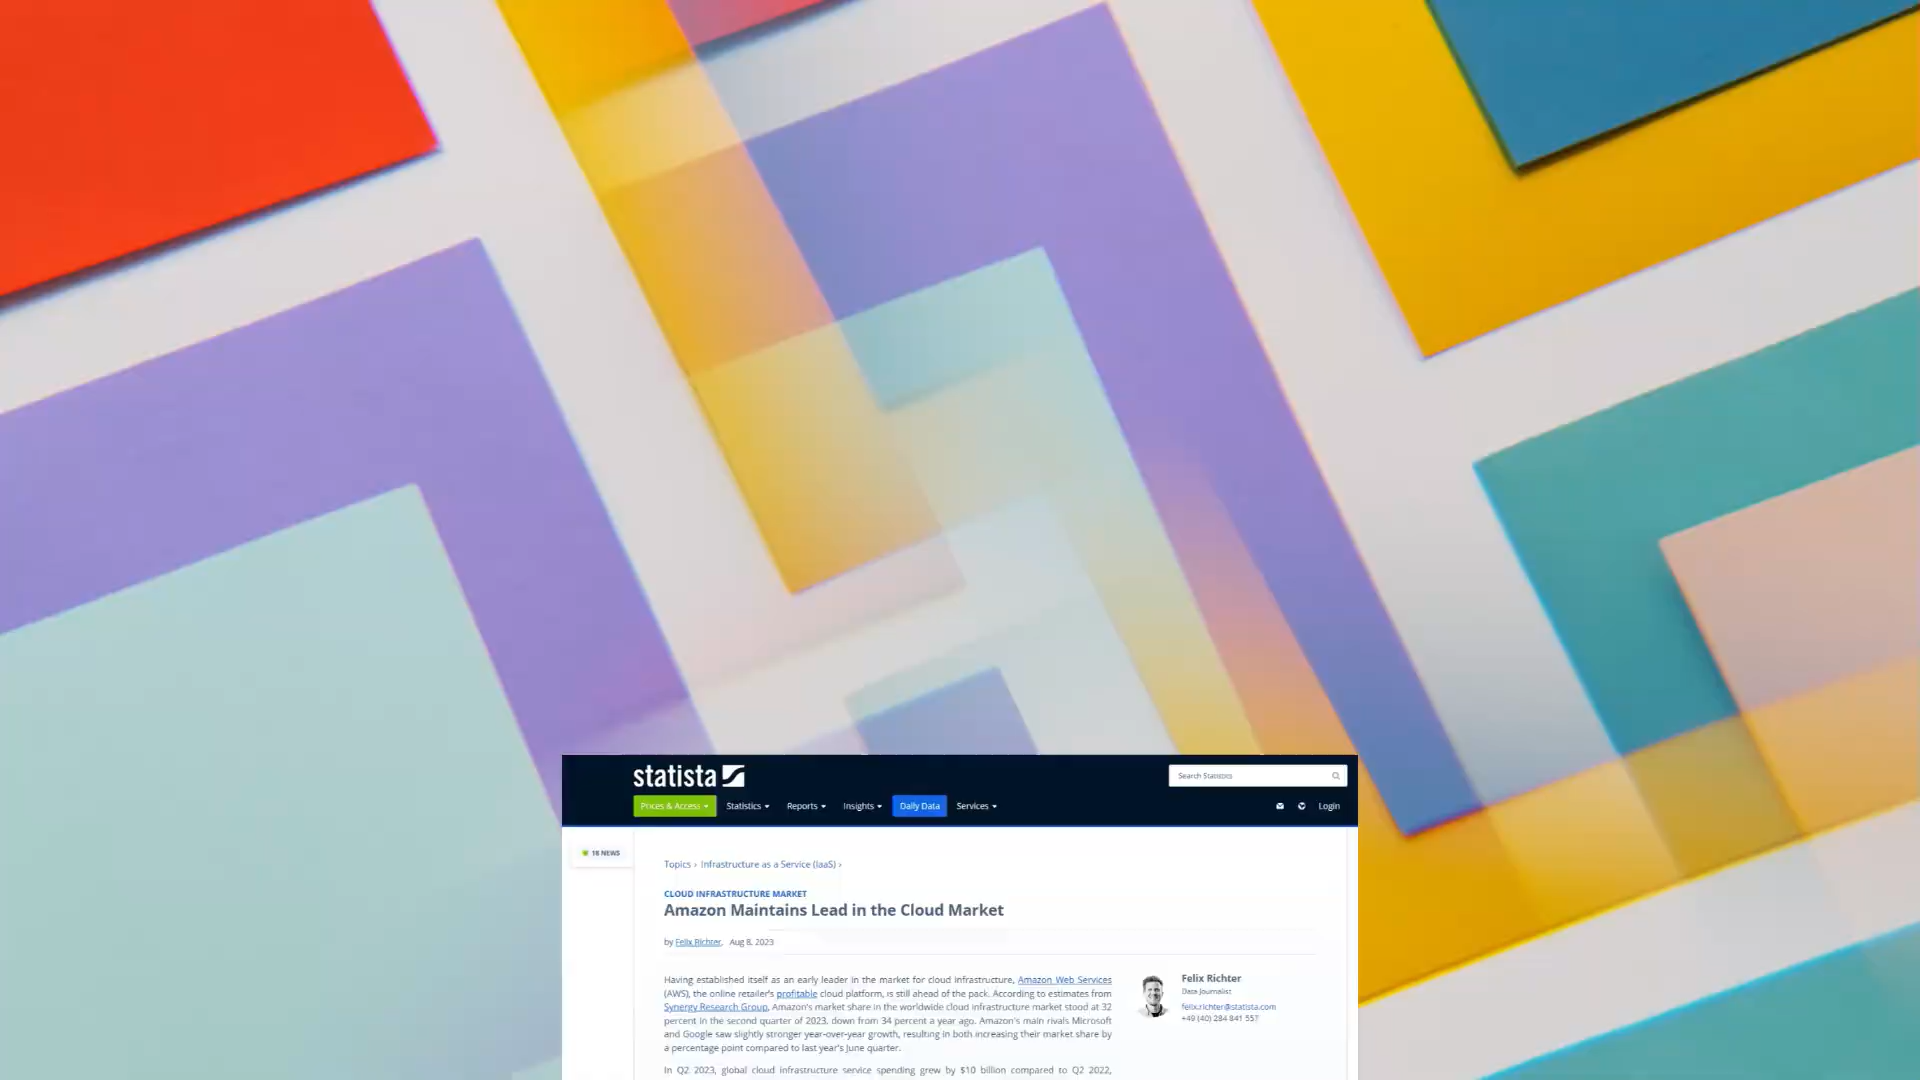 statista
Search Statistics
Prices & Access Statistics Reports Insights Daily Data Services Login
18 NEWS
Topics › Infrastructure as a Service (IaaS) ›
CLOUD INFRASTRUCTURE MARKET
Amazon Maintains Lead in the Cloud Market
by Felix Richter, Aug 8, 2023
Having established itself as an early leader in the market for cloud infrastructure, Amazon Web Services
(AWS), the online retailer's profitable cloud platform, is still ahead of the pack. According to estimates from
Synergy Research Group, Amazon's market share in the worldwide cloud infrastructure market stood at 32
percent in the second quarter of 2023, down from 34 percent a year ago. Amazon's main rivals Microsoft
and Google saw slightly stronger year-over-year growth, resulting in both increasing their market share by
a percentage point compared to last year's June quarter.
In Q2 2023, global cloud infrastructure service spending grew by $10 billion compared to Q2 2022,
Felix Richter
Data Journalist
felix.richter@statista.com
+49 (40) 284 841 557